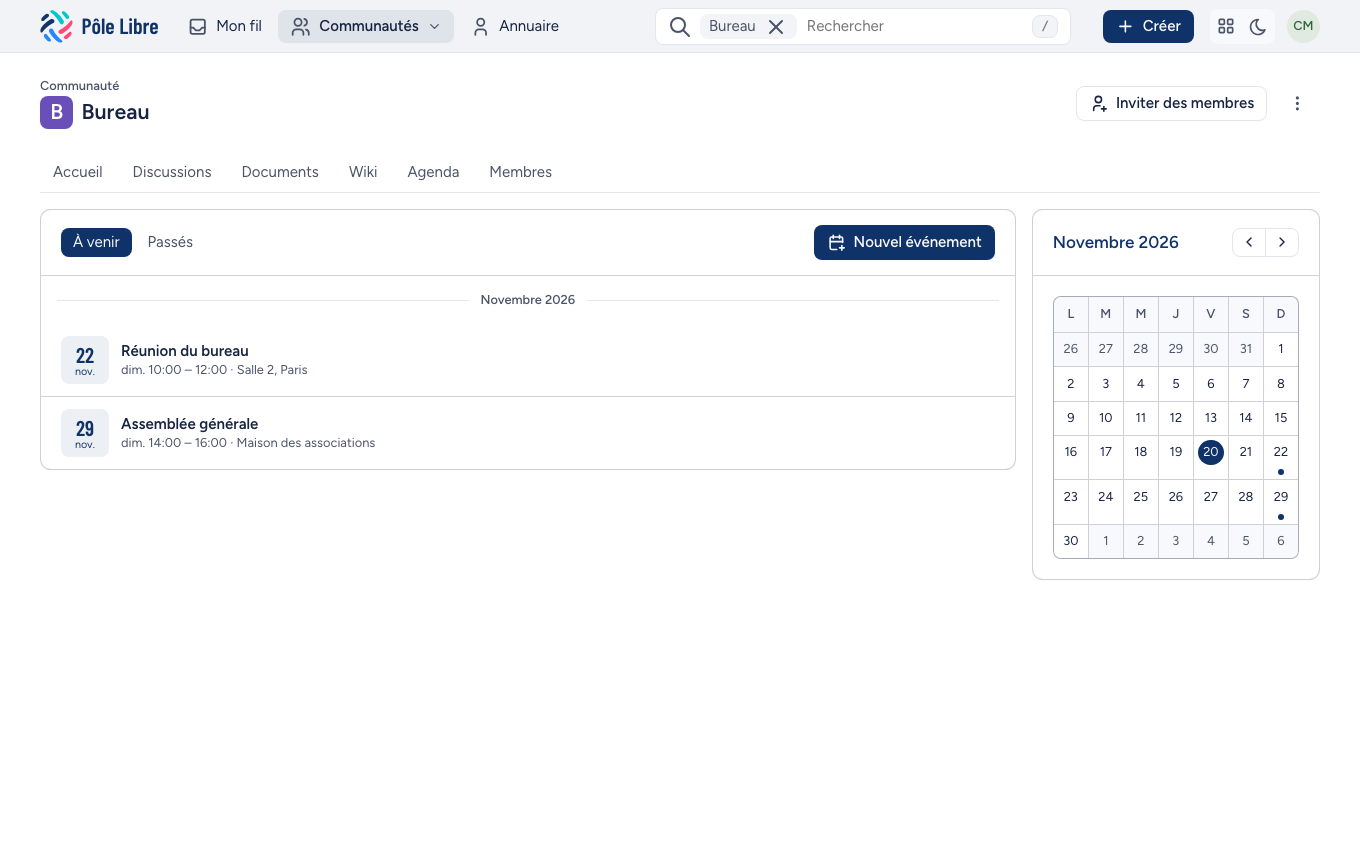 Pôle Libre Mon fil Communautés Annuaire Bureau Rechercher / Créer CM
Communauté
B Bureau
Inviter des membres
Accueil Discussions Documents Wiki Agenda Membres
À venir Passés Nouvel événement
Novembre 2026
22 nov.
Réunion du bureau
dim. 10:00 – 12:00 · Salle 2, Paris
29 nov.
Assemblée générale
dim. 14:00 – 16:00 · Maison des associations
Novembre 2026
L M M J V S D
26 27 28 29 30 31 1
2 3 4 5 6 7 8
9 10 11 12 13 14 15
16 17 18 19 20 21 22
23 24 25 26 27 28 29
30 1 2 3 4 5 6